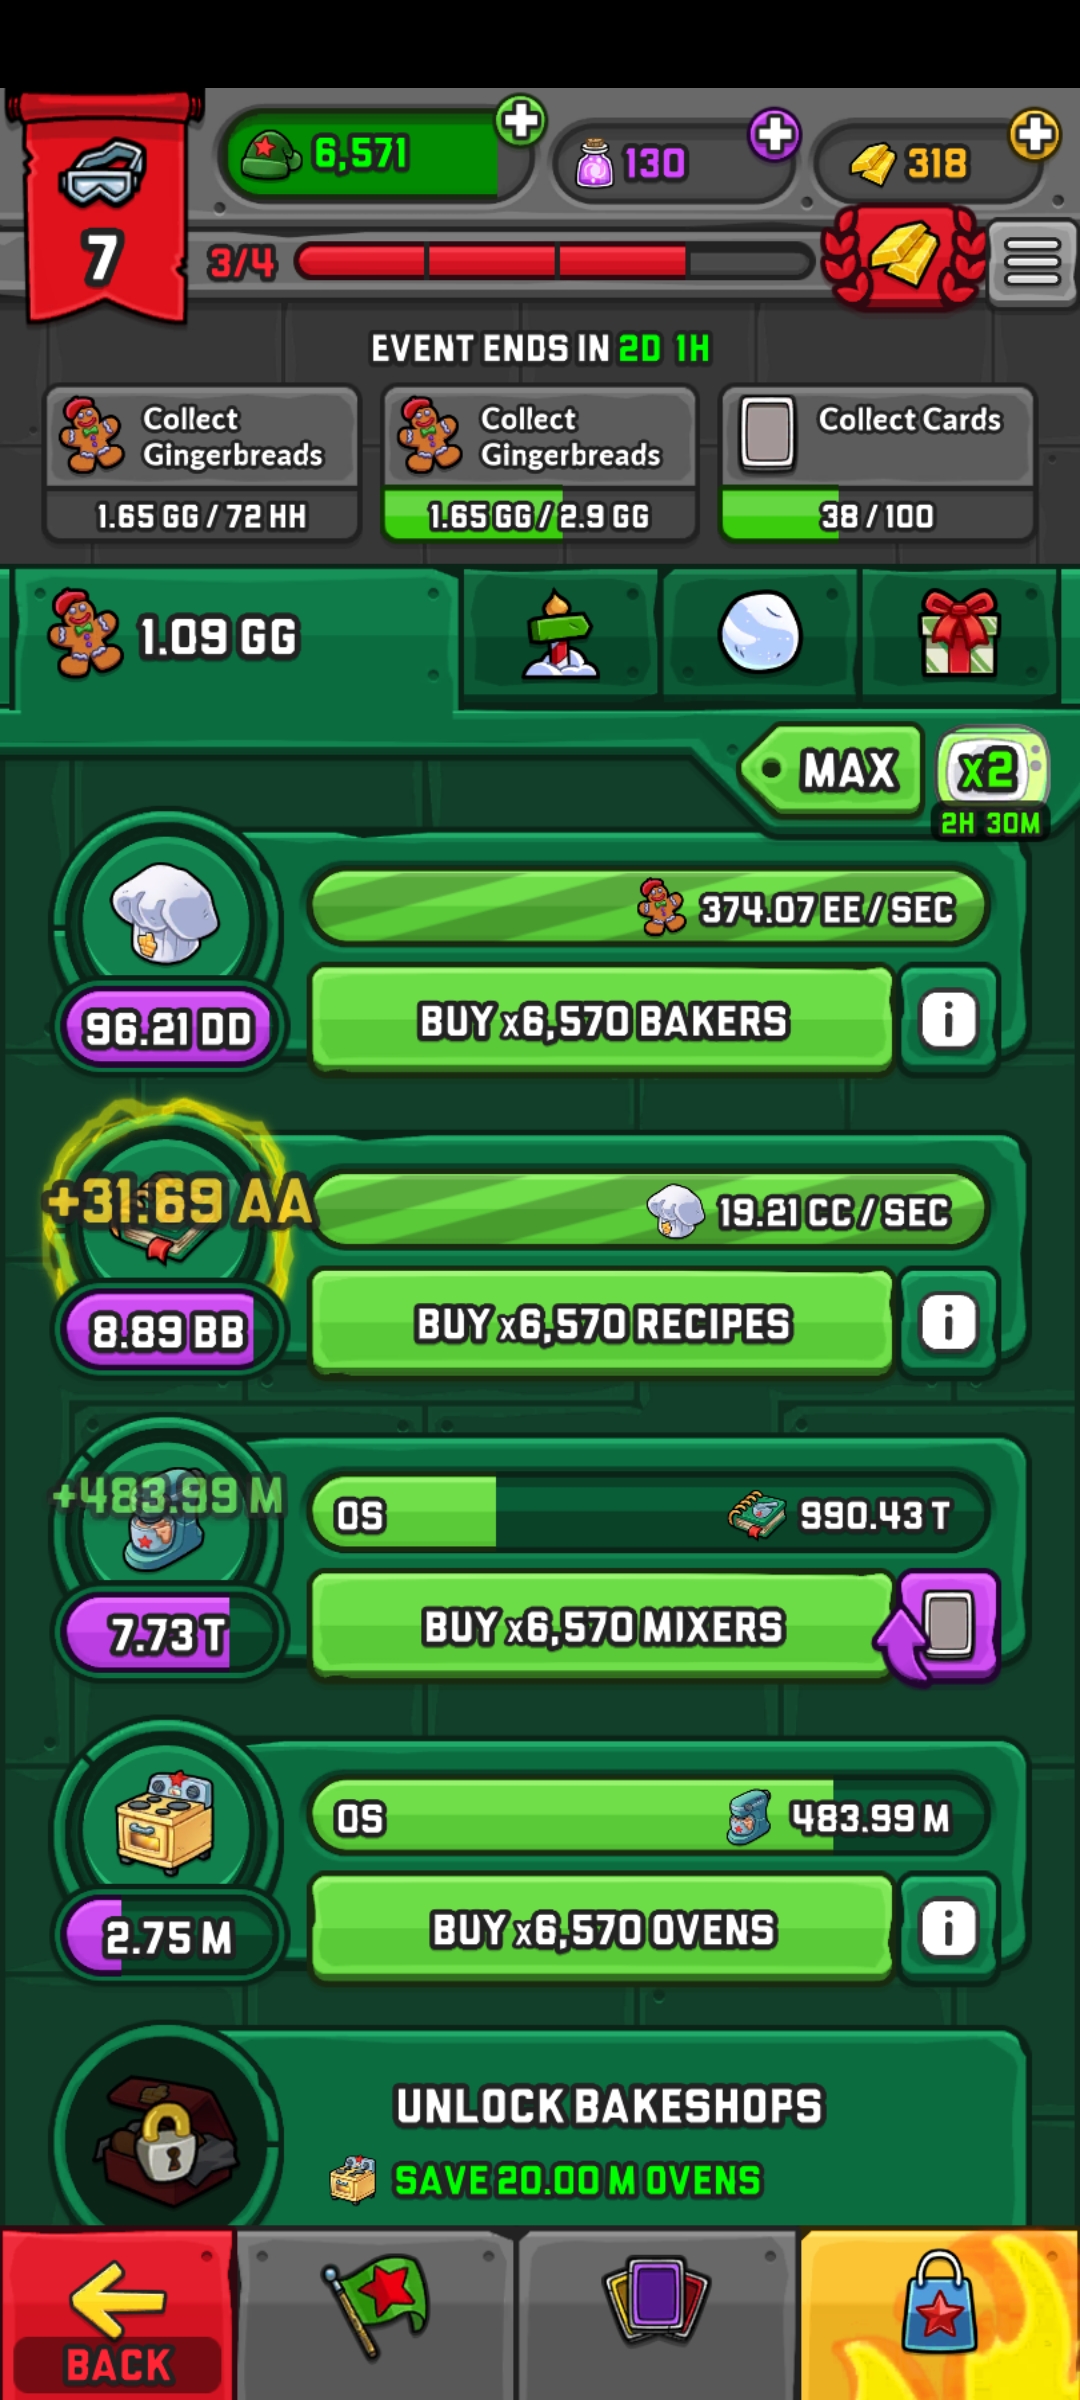 7
6,571
130
318
3/4
EVENT ENDS IN 2D 1H
Collect Gingerbreads
1.65 GG / 72 HH
Collect Gingerbreads
1.65 GG / 2.9 GG
Collect Cards
38 / 100
1.09 GG
MAX
x2
2H 30M
374.07 EE / SEC
96.21 DD
BUY x6,570 BAKERS
i
+31.69 AA
19.21 CC / SEC
8.89 BB
BUY x6,570 RECIPES
i
+483.99 M
0S
990.43 T
7.73 T
BUY x6,570 MIXERS
0S
483.99 M
2.75 M
BUY x6,570 OVENS
i
UNLOCK BAKESHOPS
SAVE 20.00 M OVENS
BACK